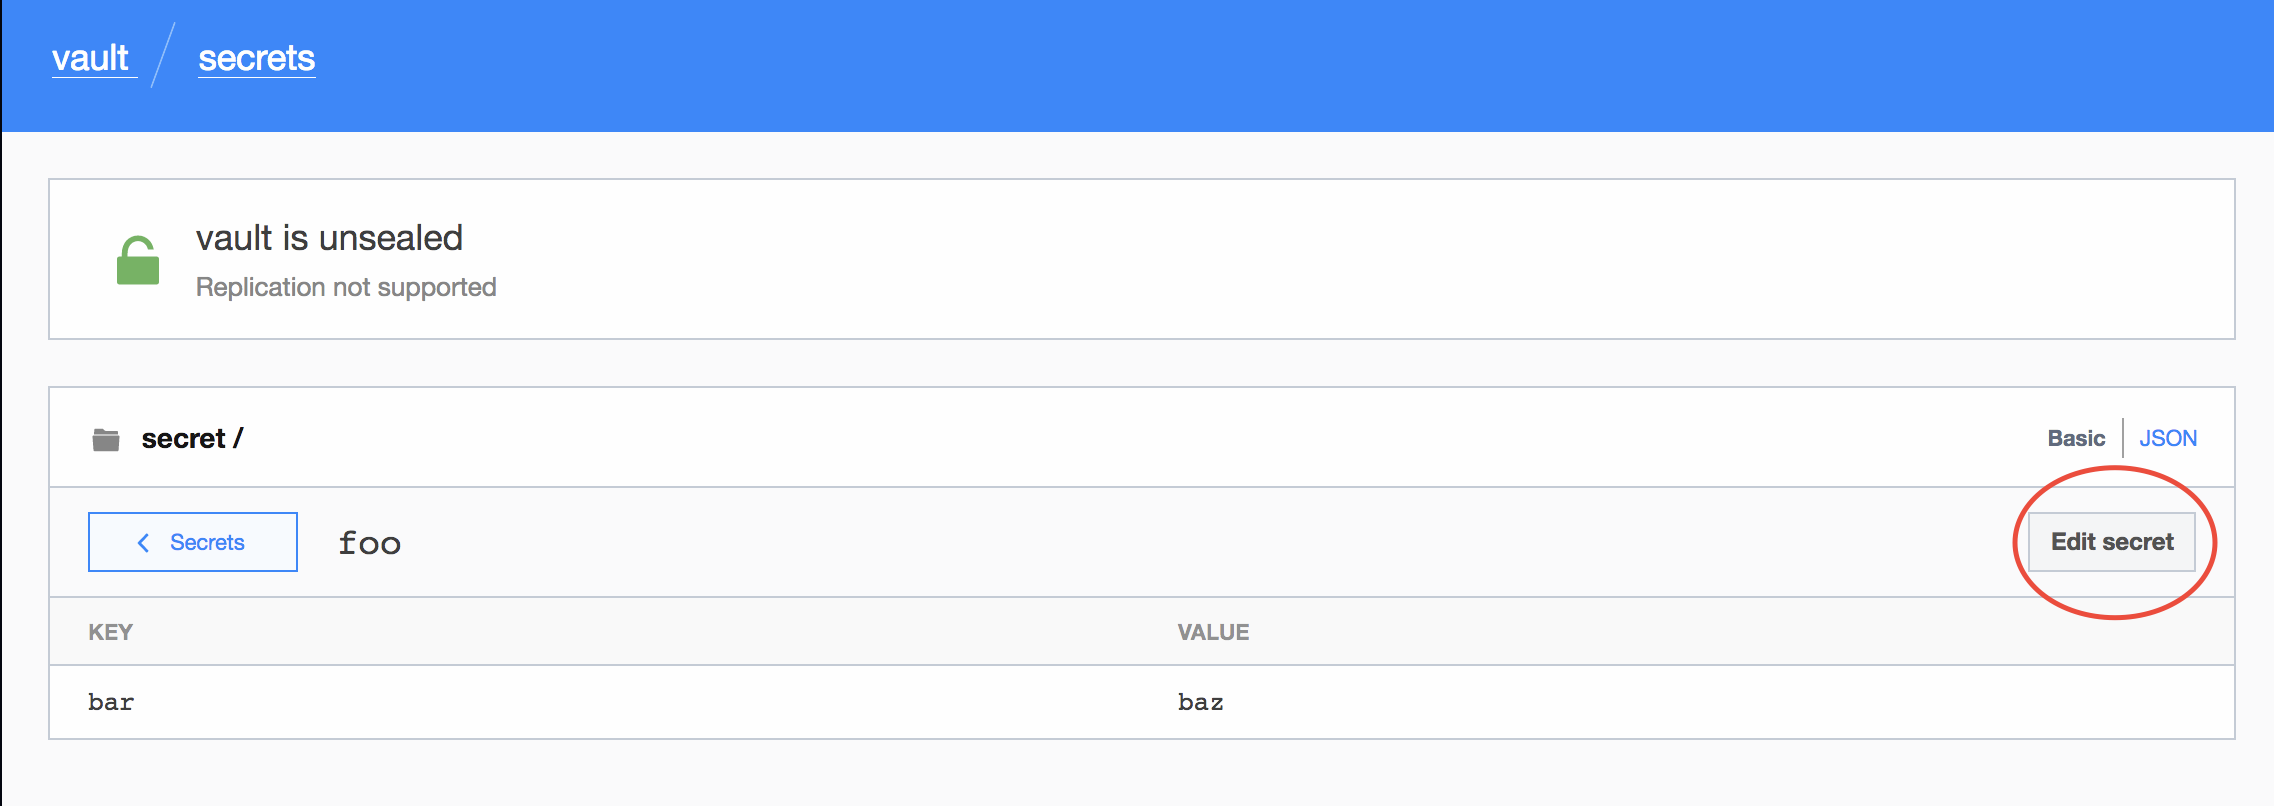 vault / secrets
vault is unsealed
Replication not supported
secret /
Basic | JSON
Secrets foo Edit secret
KEY VALUE
bar baz